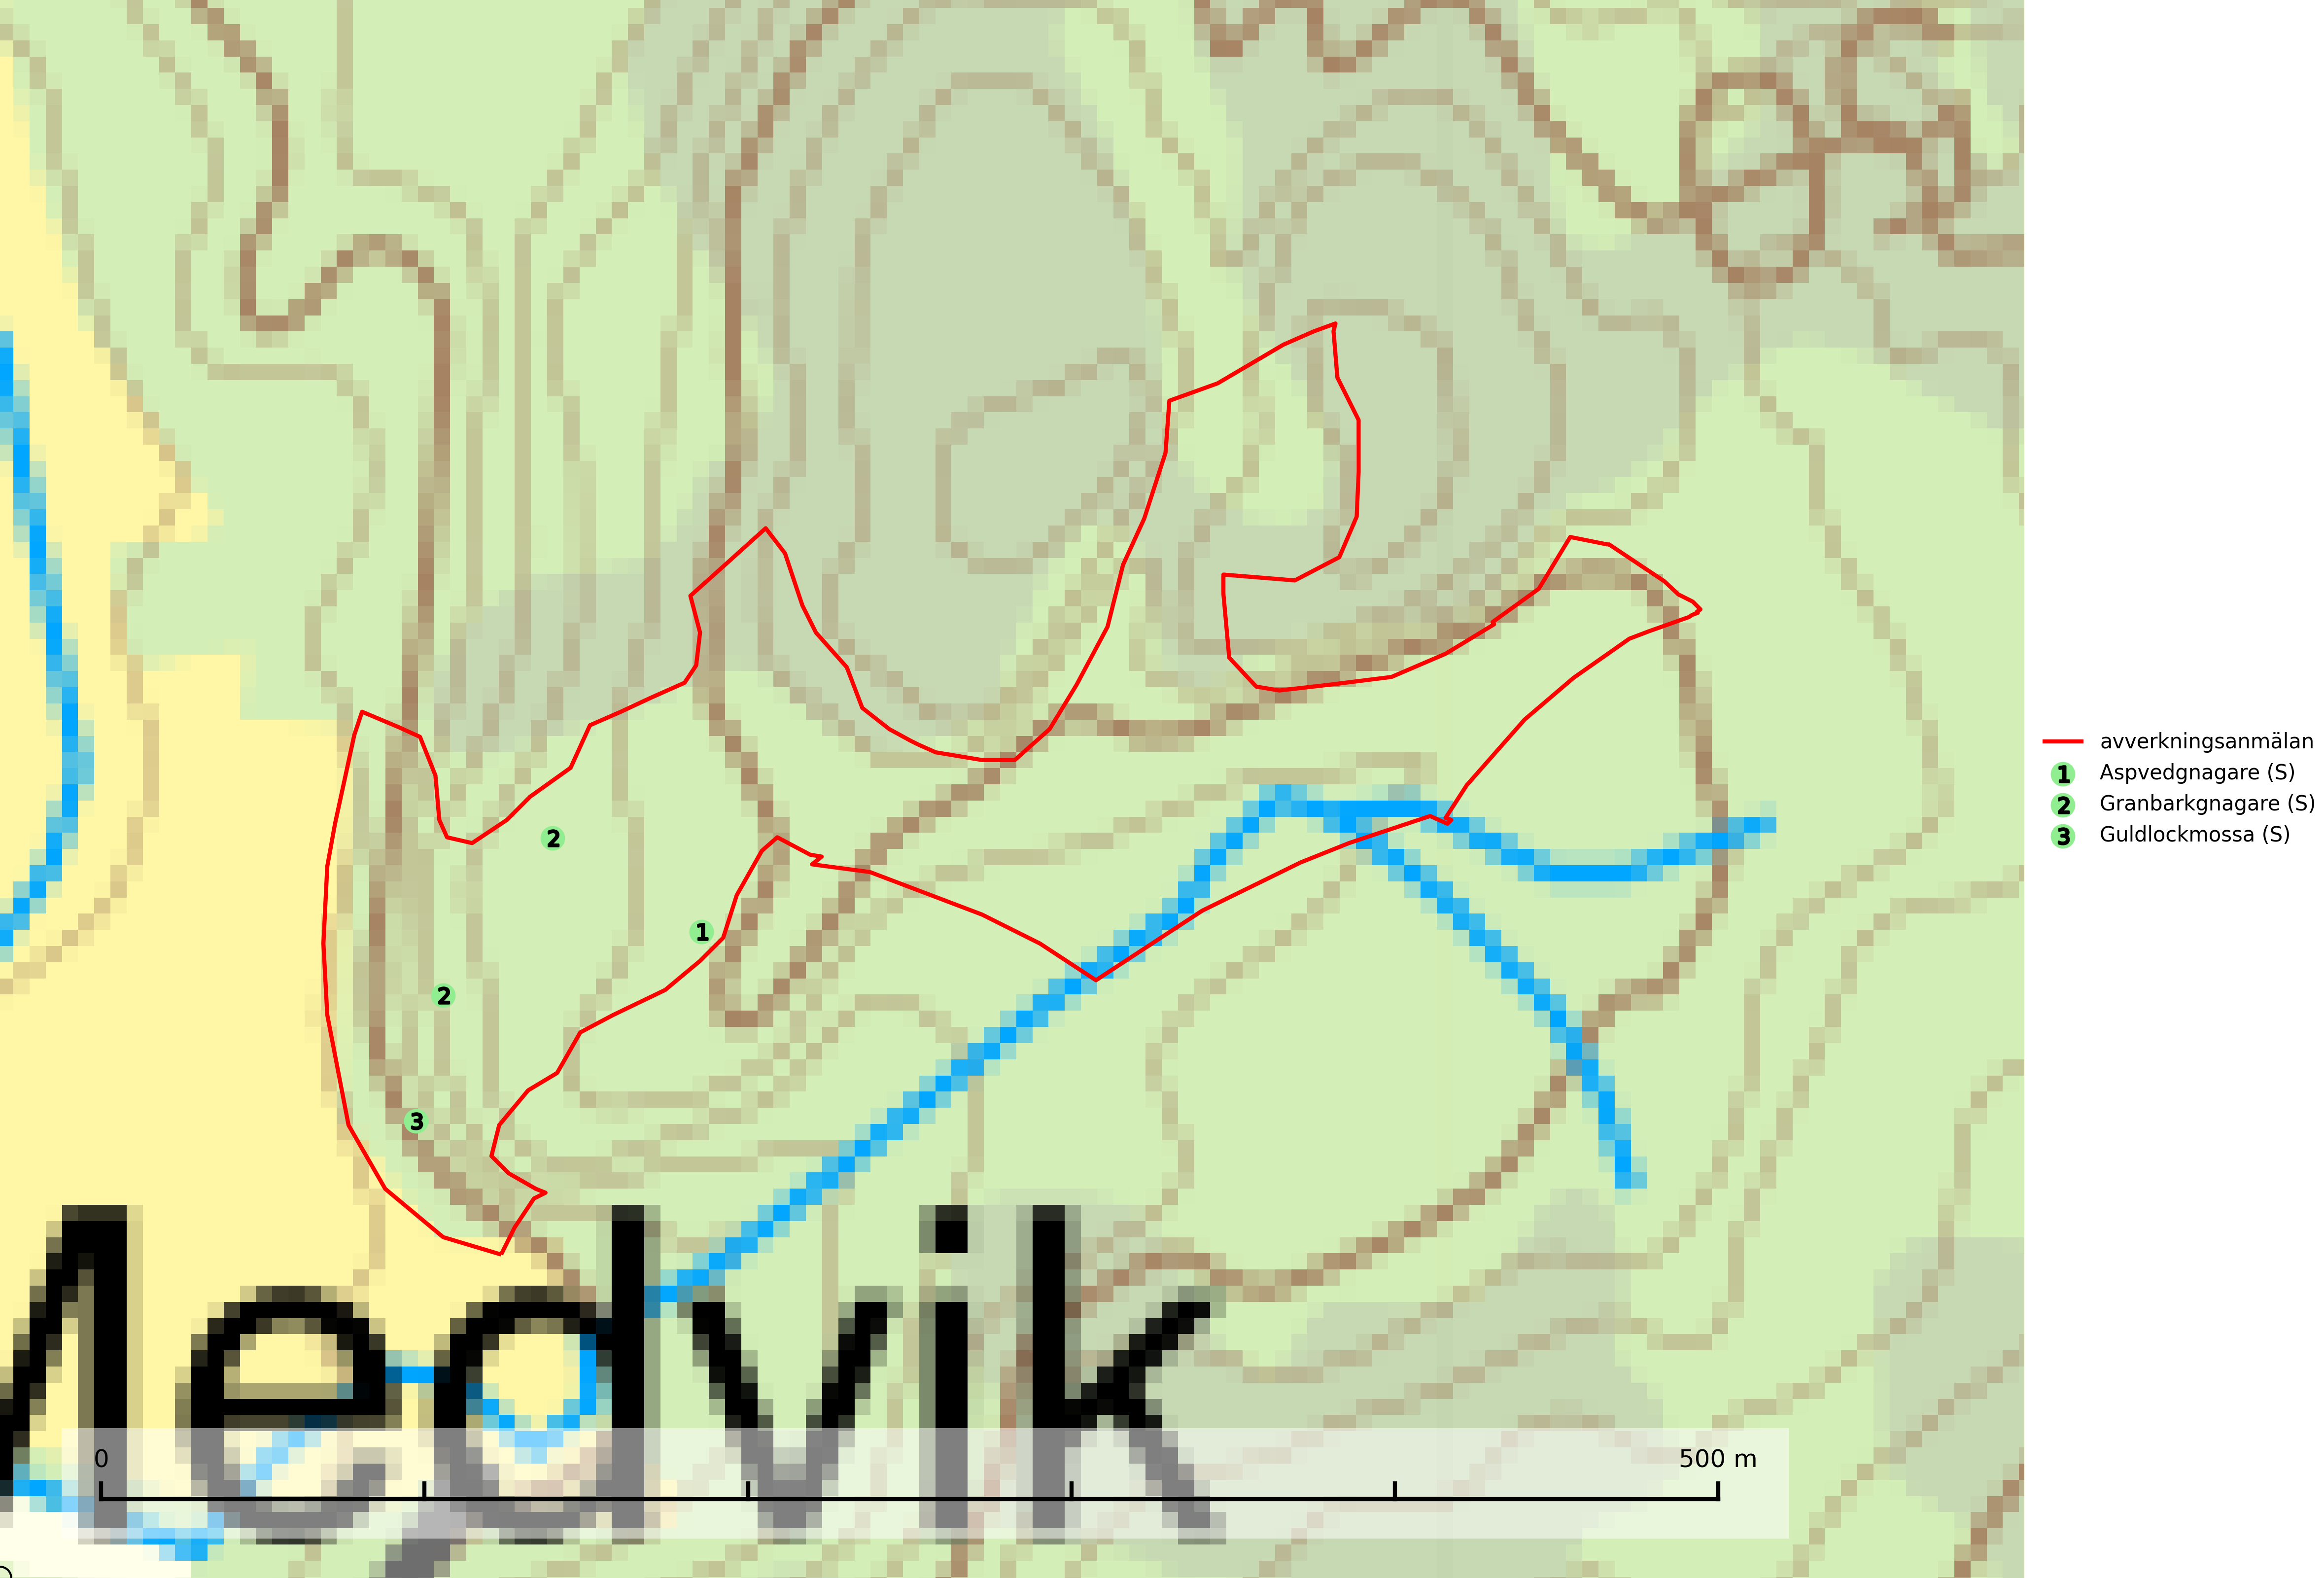 2
1
2
3
Medvik
0 500 m
avverkningsanmälan
1 Aspvedgnagare (S)
2 Granbarkgnagare (S)
3 Guldlockmossa (S)